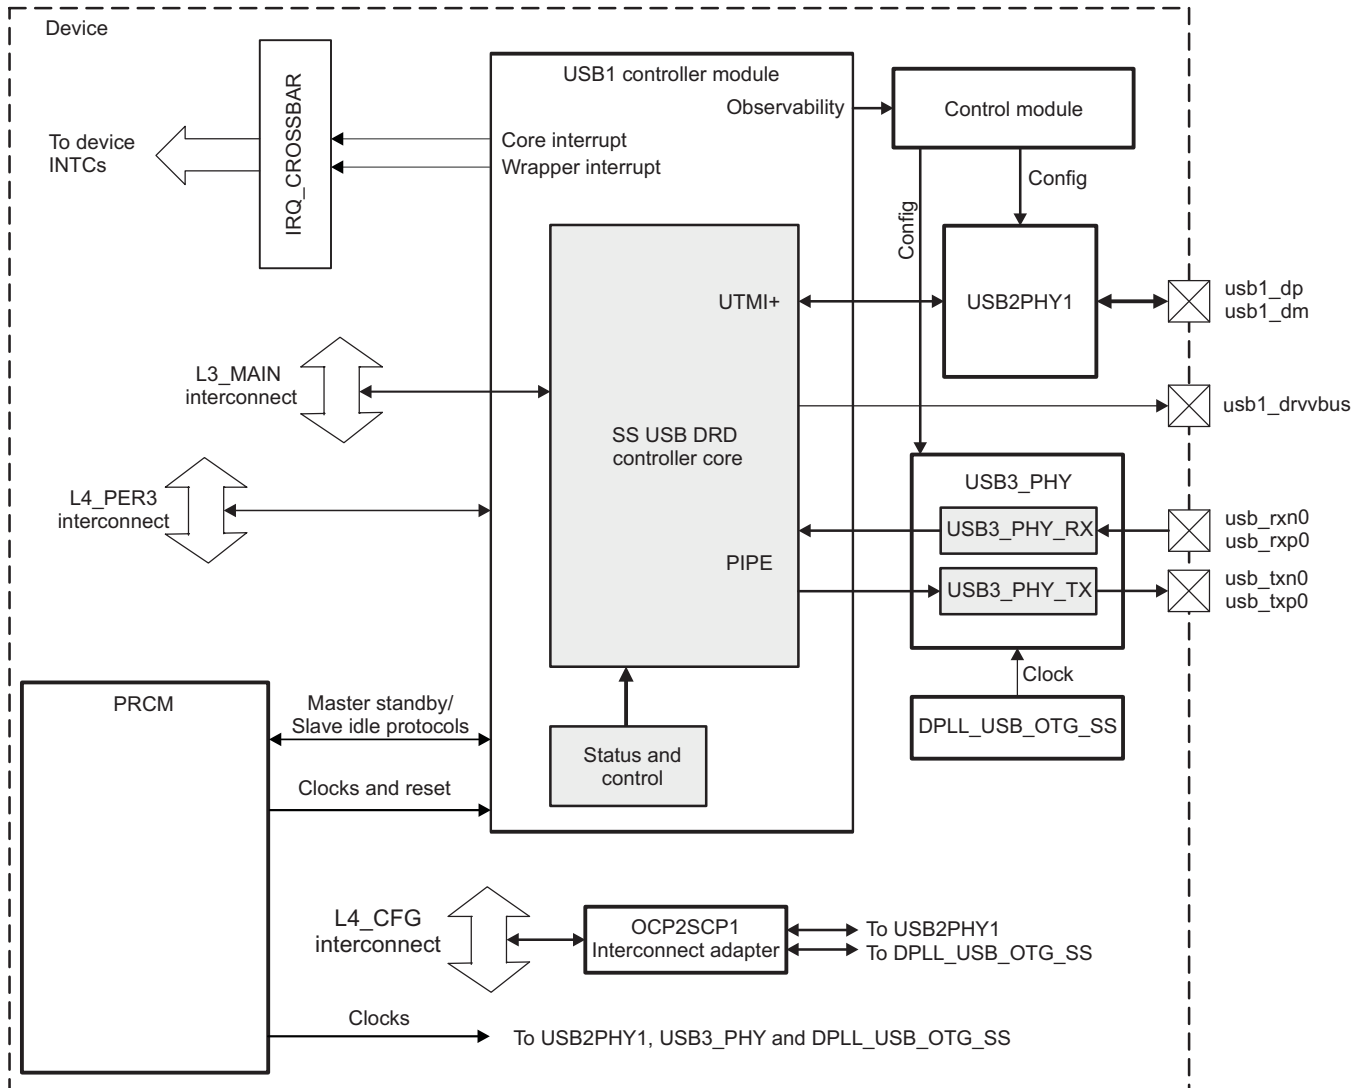 Device
USB1 controller module
Observability
Control module
IRQ_CROSSBAR
To device
INTCs
Core interrupt
Wrapper interrupt
Config
Config
UTMI+
USB2PHY1
usb1_dp
usb1_dm
L3_MAIN
interconnect
usb1_drvvbus
SS USB DRD
controller core
L4_PER3
interconnect
USB3_PHY
USB3_PHY_RX
usb_rxn0
usb_rxp0
PIPE
USB3_PHY_TX
usb_txn0
usb_txp0
Clock
DPLL_USB_OTG_SS
PRCM
Master standby/
Slave idle protocols
Status and
control
Clocks and reset
L4_CFG
interconnect
OCP2SCP1
Interconnect adapter
To USB2PHY1
To DPLL_USB_OTG_SS
Clocks
To USB2PHY1, USB3_PHY and DPLL_USB_OTG_SS